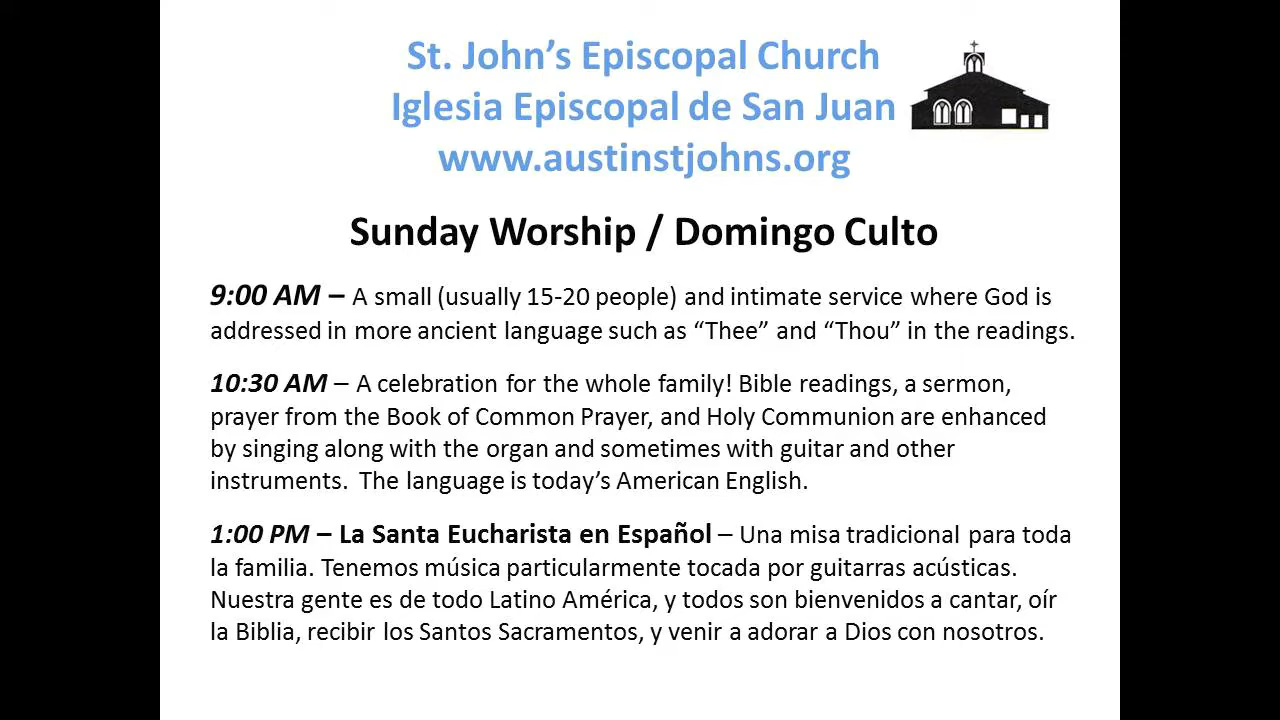 St. John’s Episcopal Church
Iglesia Episcopal de San Juan
www.austinstjohns.org
Sunday Worship / Domingo Culto
9:00 AM – A small (usually 15-20 people) and intimate service where God is
addressed in more ancient language such as “Thee” and “Thou” in the readings.
10:30 AM – A celebration for the whole family! Bible readings, a sermon,
prayer from the Book of Common Prayer, and Holy Communion are enhanced
by singing along with the organ and sometimes with guitar and other
instruments.  The language is today’s American English.
1:00 PM – La Santa Eucharista en Español – Una misa tradicional para toda
la familia. Tenemos música particularmente tocada por guitarras acústicas.
Nuestra gente es de todo Latino América, y todos son bienvenidos a cantar, oír
la Biblia, recibir los Santos Sacramentos, y venir a adorar a Dios con nosotros.